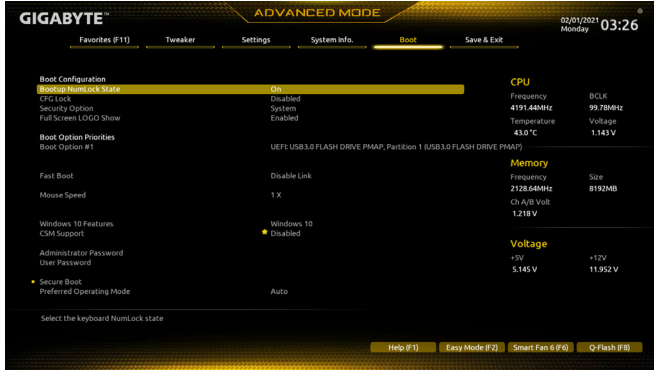 GIGABYTE™
ADVANCED MODE
02/01/2021 Monday 03:26
Favorites (F11) Tweaker Settings System Info. Boot Save & Exit
Boot Configuration
Bootup NumLock State On
CFG Lock Disabled
Security Option System
Full Screen LOGO Show Enabled
Boot Option Priorities
Boot Option #1 UEFI: USB3.0 FLASH DRIVE PMAP, Partition 1 (USB3.0 FLASH DRIVE PMAP)
Fast Boot Disable Link
Mouse Speed 1 X
Windows 10 Features Windows 10
CSM Support Disabled
Administrator Password
User Password
Secure Boot
Preferred Operating Mode Auto
Select the keyboard NumLock state
CPU
Frequency BCLK
4191.44MHz 99.78MHz
Temperature Voltage
43.0 °C 1.143 V
Memory
Frequency Size
2128.64MHz 8192MB
Ch A/B Volt
1.218 V
Voltage
+5V +12V
5.145 V 11.952 V
Help (F1) Easy Mode (F2) Smart Fan 6 (F6) Q-Flash (F8)